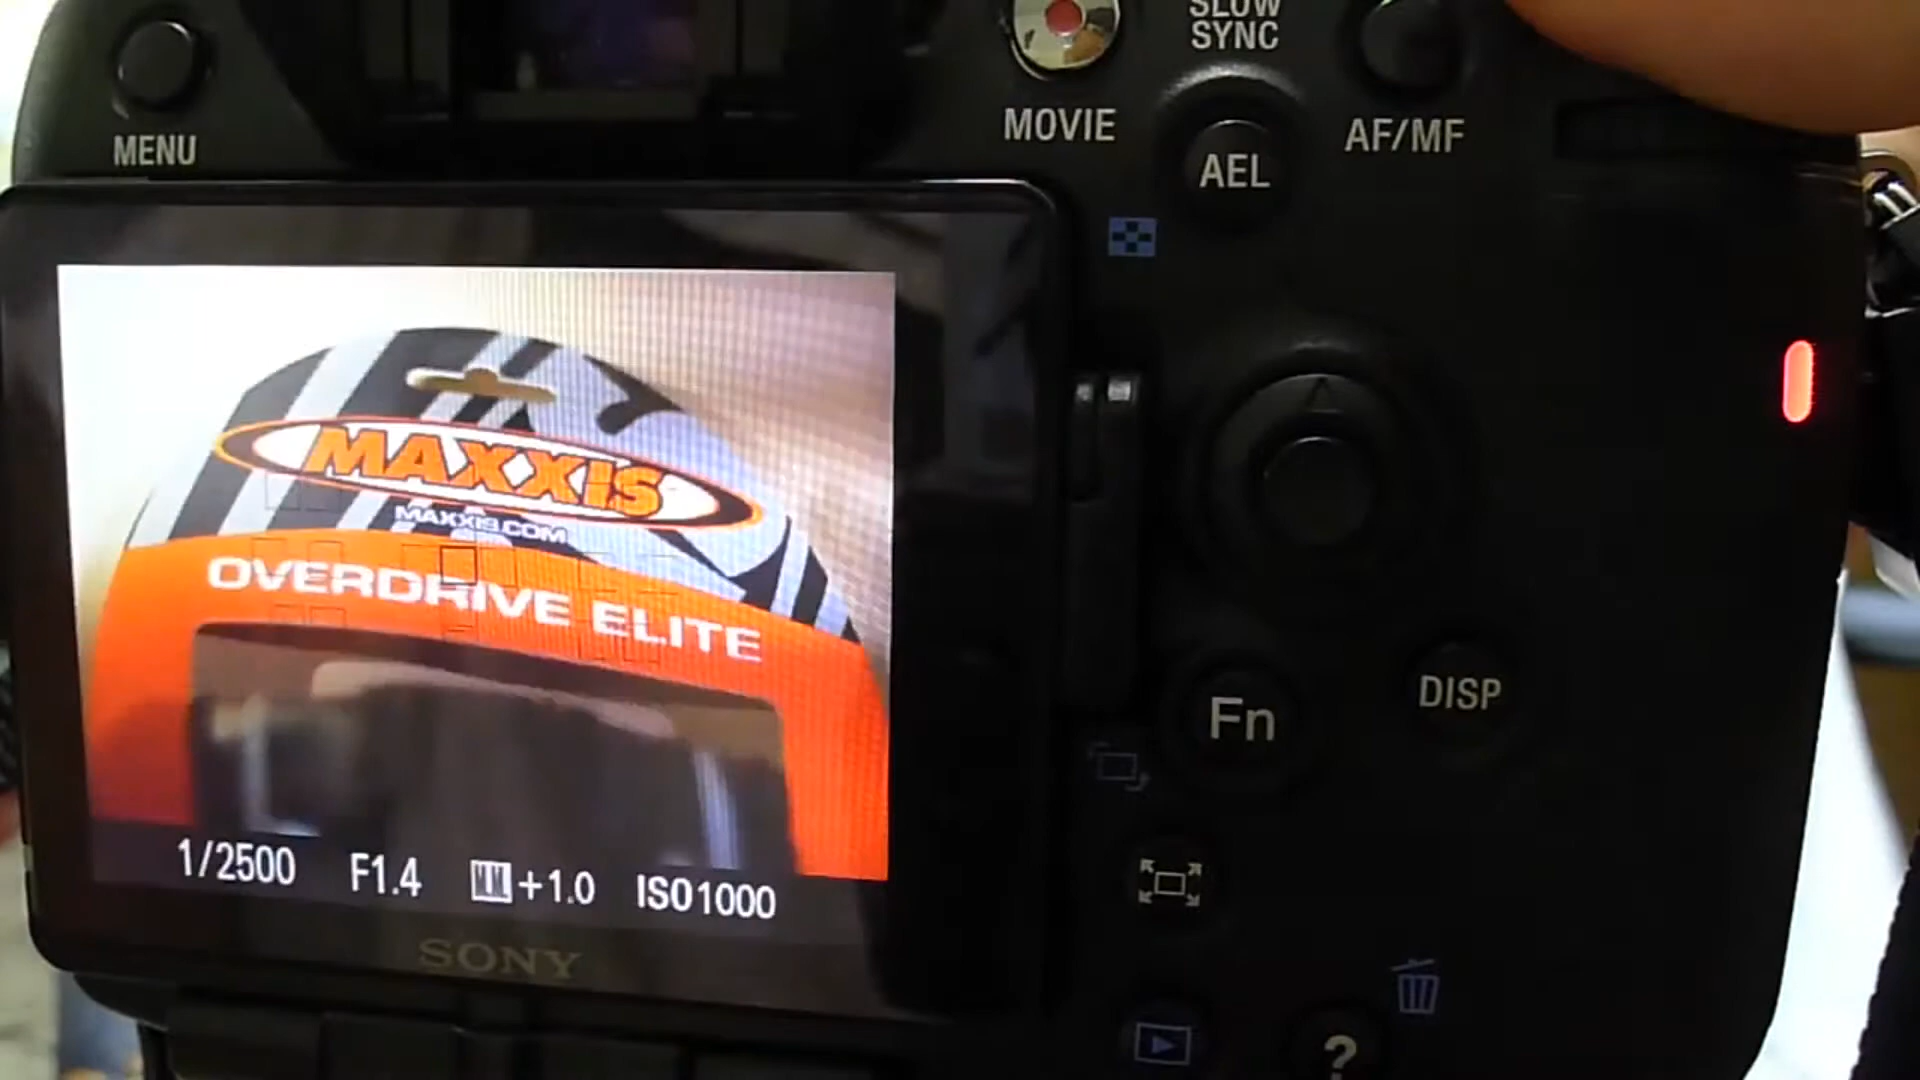 SLOW
SYNC
MENU
MOVIE
AF/MF
AEL
MAXXIS
MAXXIS.COM
OVERDRIVE ELITE
Fn
DISP
1/2500 F1.4 +1.0 ISO1000
SONY
?